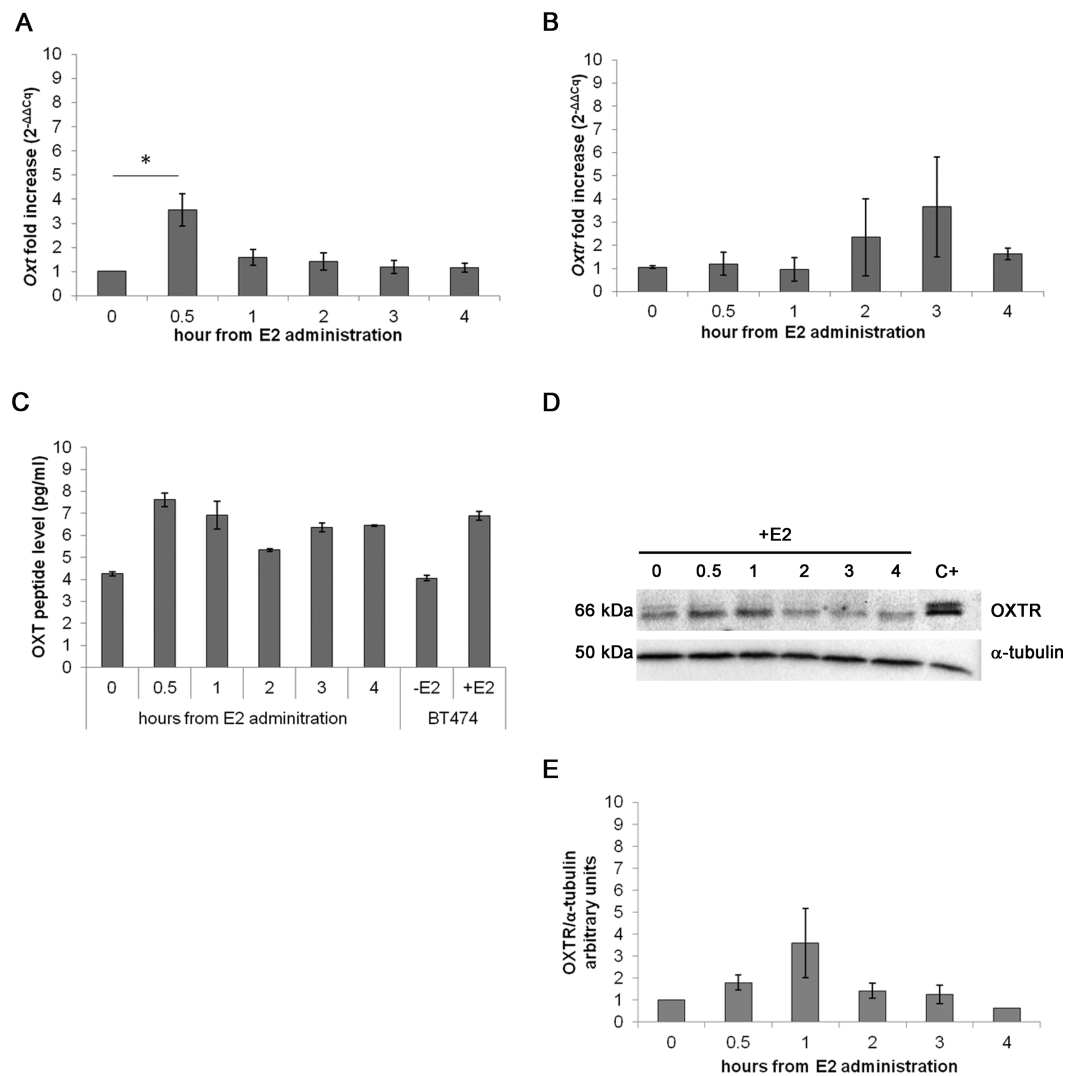 A
Oxt fold increase (2-ΔΔCq)
10
9
8
7
6
5
4
3
2
1
0
*
0 0.5 1 2 3 4
hour from E2 administration
B
Oxtr fold increase (2-ΔΔCq)
10
9
8
7
6
5
4
3
2
1
0
0 0.5 1 2 3 4
hour from E2 administration
C
OXT peptide level (pg/ml)
10
9
8
7
6
5
4
3
2
1
0
0 0.5 1 2 3 4 -E2 +E2
hours from E2 adminitration BT474
D
+E2
0 0.5 1 2 3 4 C+
66 kDa OXTR
50 kDa α-tubulin
E
OXTR/α-tubulin
arbitrary units
10
9
8
7
6
5
4
3
2
1
0
0 0.5 1 2 3 4
hours from E2 administration